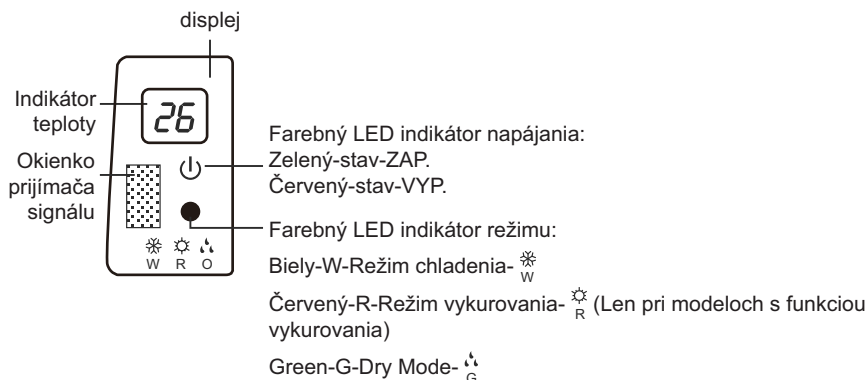 displej
Indikátor
teploty
26
Okienko
prijímača
signálu
W R O
Farebný LED indikátor napájania:
Zelený-stav-ZAP.
Červený-stav-VYP.
Farebný LED indikátor režimu:
Biely-W-Režim chladenia- W
Červený-R-Režim vykurovania- R (Len pri modeloch s funkciou
vykurovania)
Green-G-Dry Mode- G